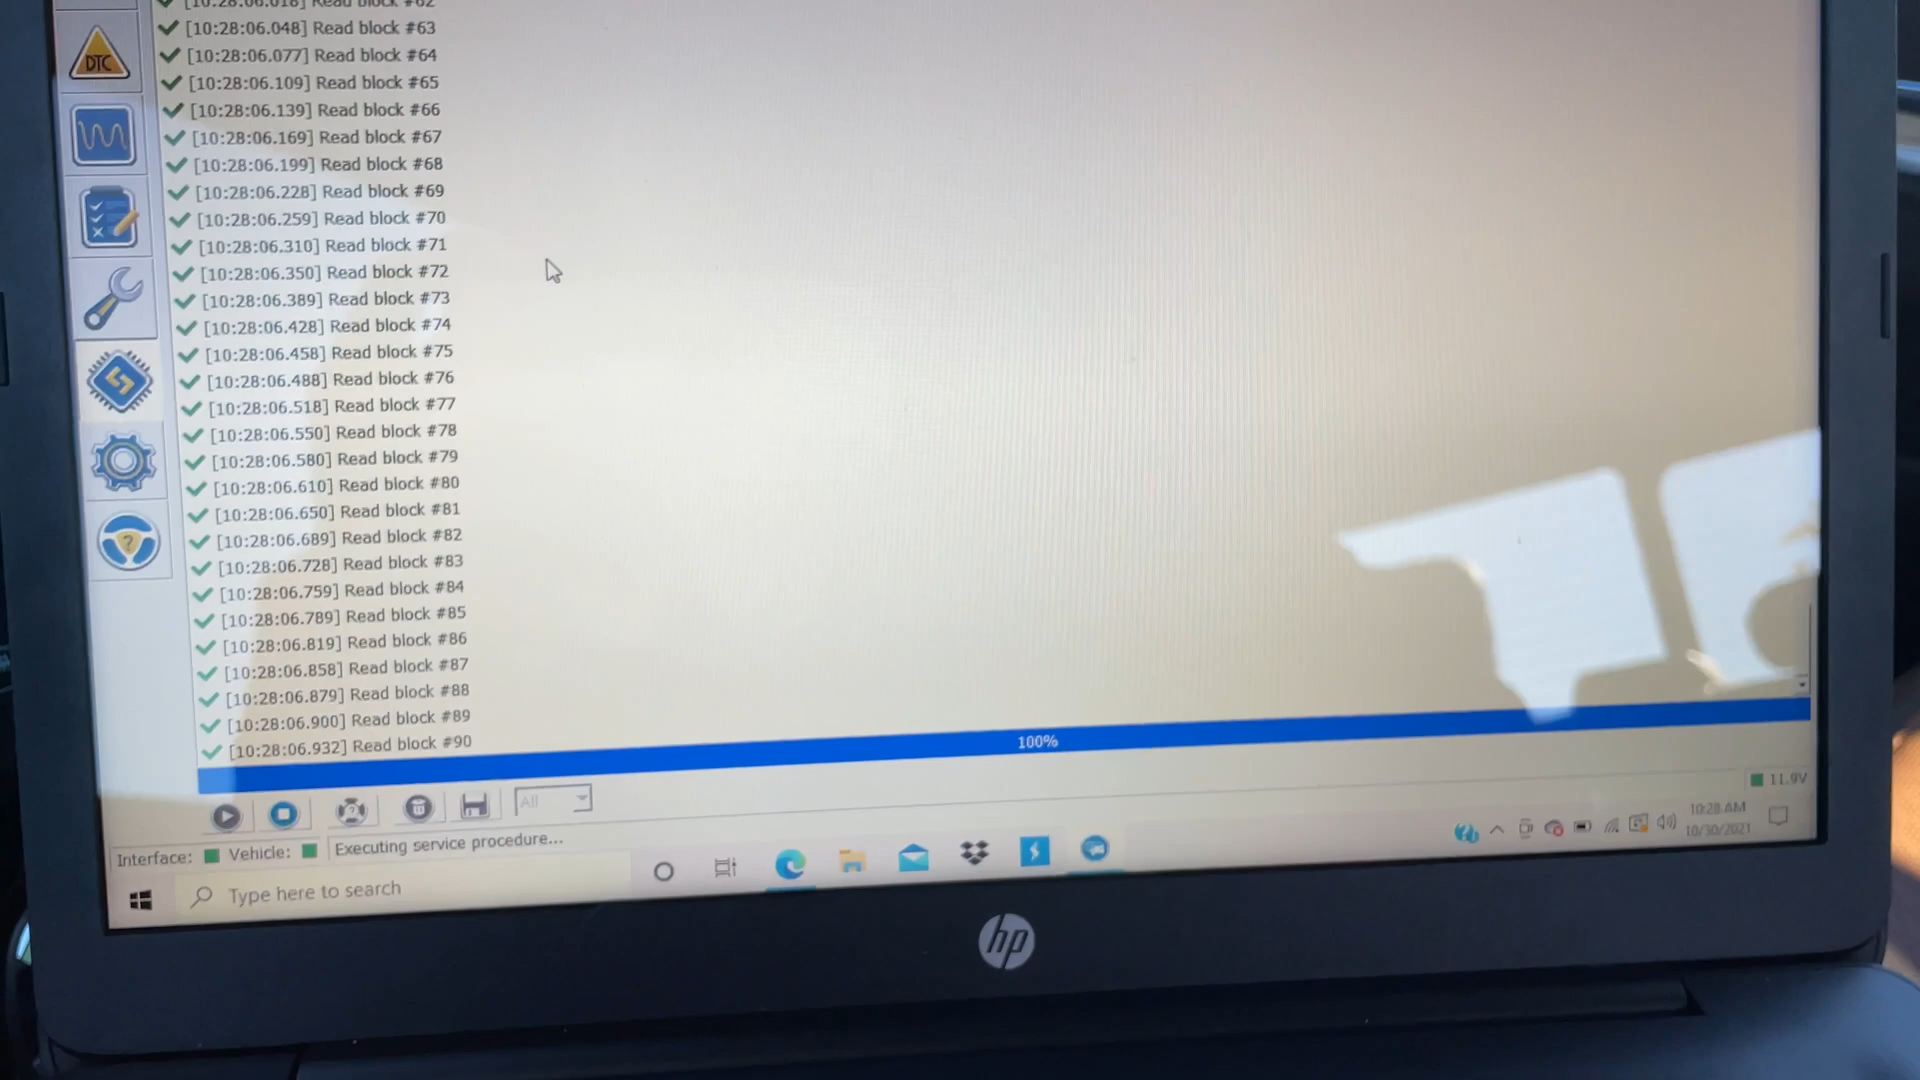 [10:28:06.018] Read block #62
[10:28:06.048] Read block #63
[10:28:06.077] Read block #64
[10:28:06.109] Read block #65
[10:28:06.139] Read block #66
[10:28:06.169] Read block #67
[10:28:06.199] Read block #68
[10:28:06.228] Read block #69
[10:28:06.259] Read block #70
[10:28:06.310] Read block #71
[10:28:06.350] Read block #72
[10:28:06.389] Read block #73
[10:28:06.428] Read block #74
[10:28:06.458] Read block #75
[10:28:06.488] Read block #76
[10:28:06.518] Read block #77
[10:28:06.550] Read block #78
[10:28:06.580] Read block #79
[10:28:06.610] Read block #80
[10:28:06.650] Read block #81
[10:28:06.689] Read block #82
[10:28:06.728] Read block #83
[10:28:06.759] Read block #84
[10:28:06.789] Read block #85
[10:28:06.819] Read block #86
[10:28:06.858] Read block #87
[10:28:06.879] Read block #88
[10:28:06.900] Read block #89
[10:28:06.932] Read block #90
DTC
?
100%
All
11.9V
Interface: Vehicle: Executing service procedure...
Type here to search
10:28 AM
10/30/2021
hp